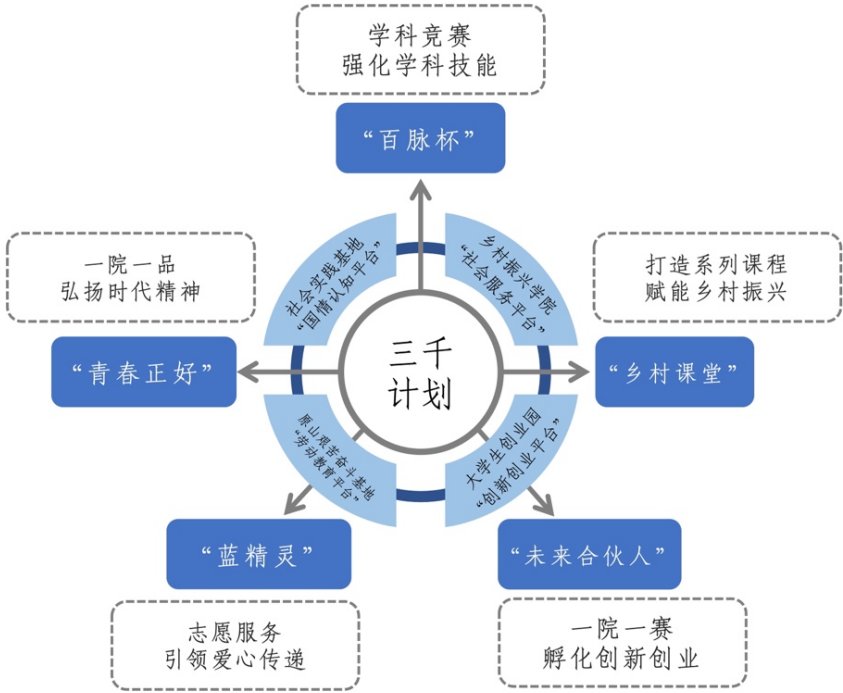 学科竞赛
强化学科技能
“百脉杯”
一院一品
弘扬时代精神
“青春正好”
社会实践基地
“国情认知平台”
乡村振兴学院
“社会服务平台”
打造系列课程
赋能乡村振兴
“乡村课堂”
三千
计划
原山艰苦奋斗基地
“劳动教育平台”
大学生创业园
“创新创业平台”
“蓝精灵”
志愿服务
引领爱心传递
“未来合伙人”
一院一赛
孵化创新创业